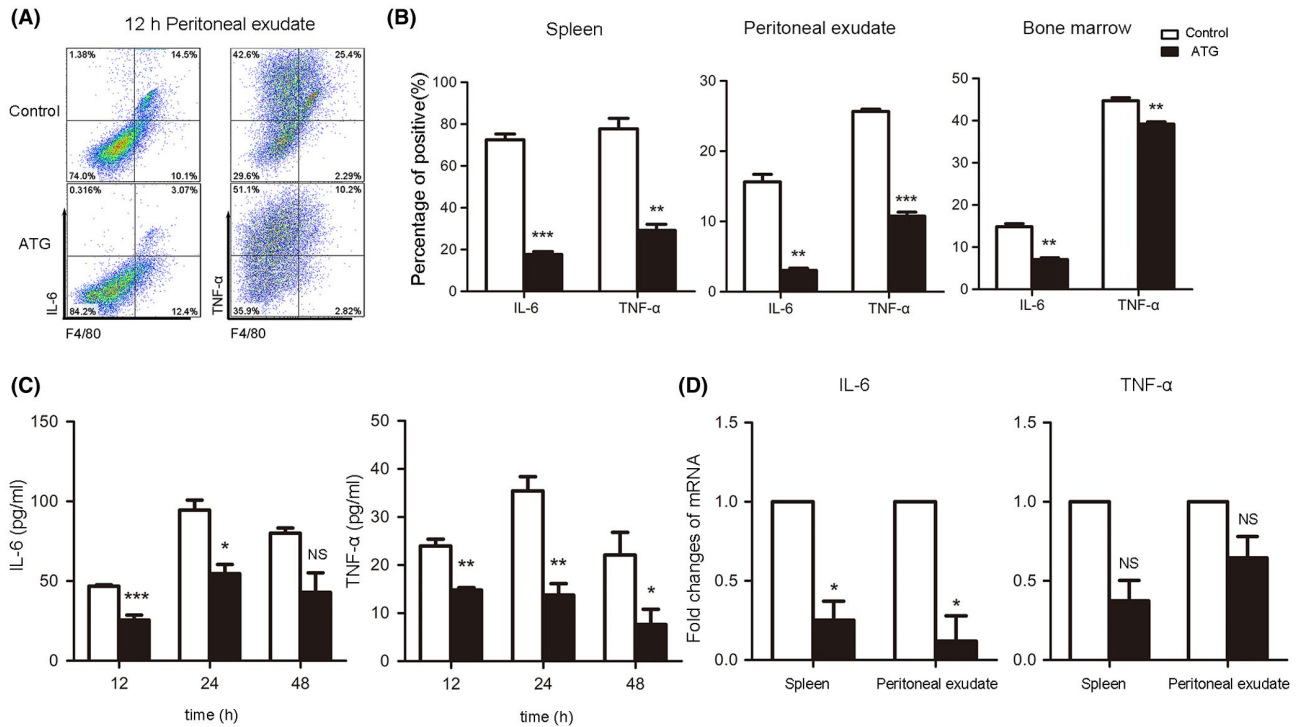 (A)
12 h Peritoneal exudate
Control
1.38% 14.5%
74.0% 10.1%
42.6% 25.4%
29.6% 2.29%
ATG
0.316% 3.07%
84.2% 12.4%
51.1% 10.2%
35.9% 2.82%
IL-6
F4/80
TNF-α
F4/80
(B)
Control
ATG
Spleen
Percentage of positive(%)
100
80
60
40
20
0
***
**
IL-6 TNF-α
Peritoneal exudate
30
20
10
0
**
***
IL-6 TNF-α
Bone marrow
50
40
30
20
10
0
**
**
IL-6 TNF-α
(C)
IL-6 (pg/ml)
150
100
50
0
***
*
NS
12 24 48
time (h)
TNF-α (pg/ml)
50
40
30
20
10
0
**
**
*
12 24 48
time (h)
(D)
IL-6
Fold changes of mRNA
1.5
1.0
0.5
0.0
*
*
Spleen Peritoneal exudate
TNF-α
1.5
1.0
0.5
0.0
NS
NS
Spleen Peritoneal exudate